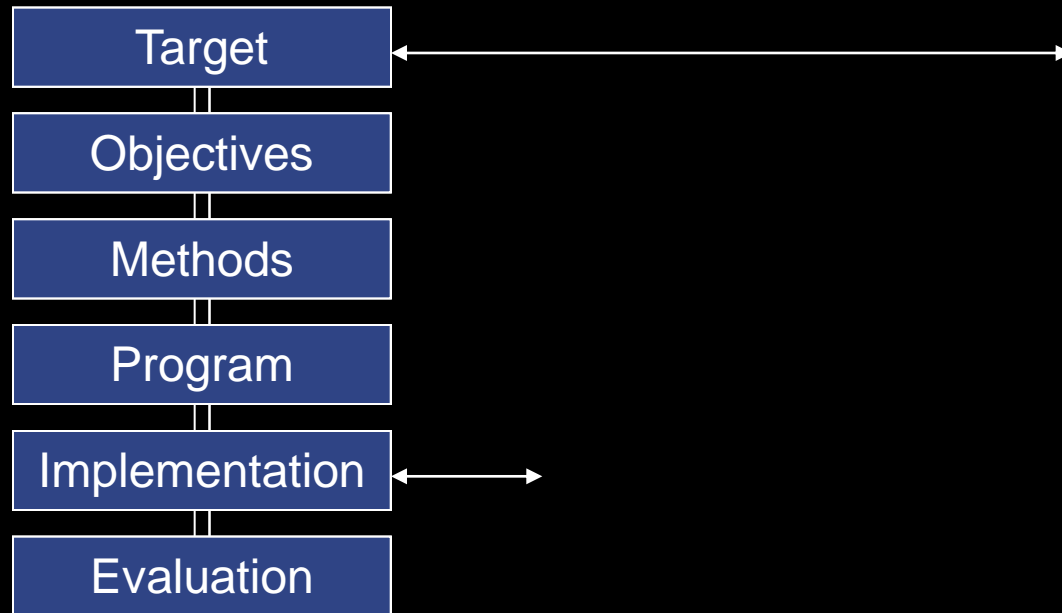 Target
Objectives
Methods
Program
Implementation
Evaluation